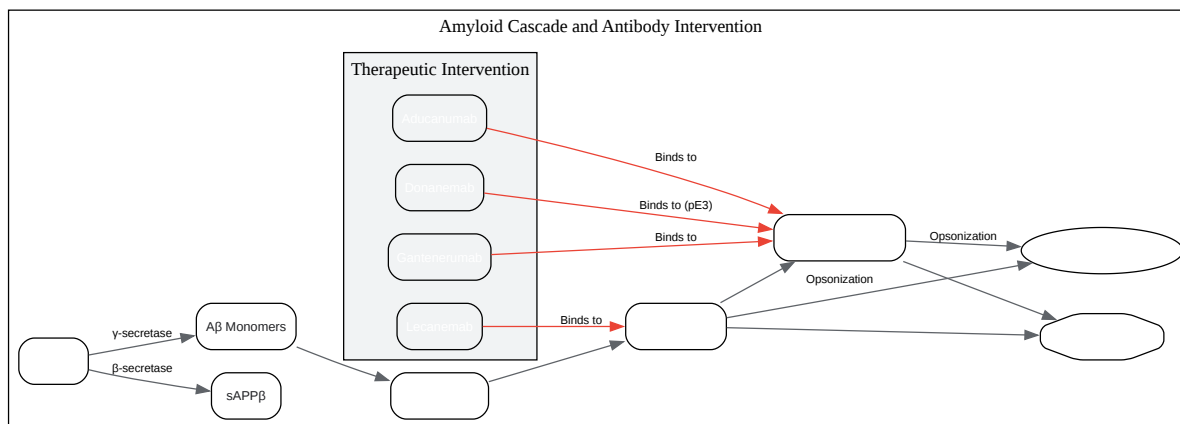 Amyloid Cascade and Antibody Intervention
Therapeutic Intervention
Aducanumab
Binds to
Donanemab
Binds to (pE3)
Gantenerumab
Binds to
Opsonization
Opsonization
Lecanemab
Binds to
γ-secretase
Aβ Monomers
β-secretase
sAPPβ